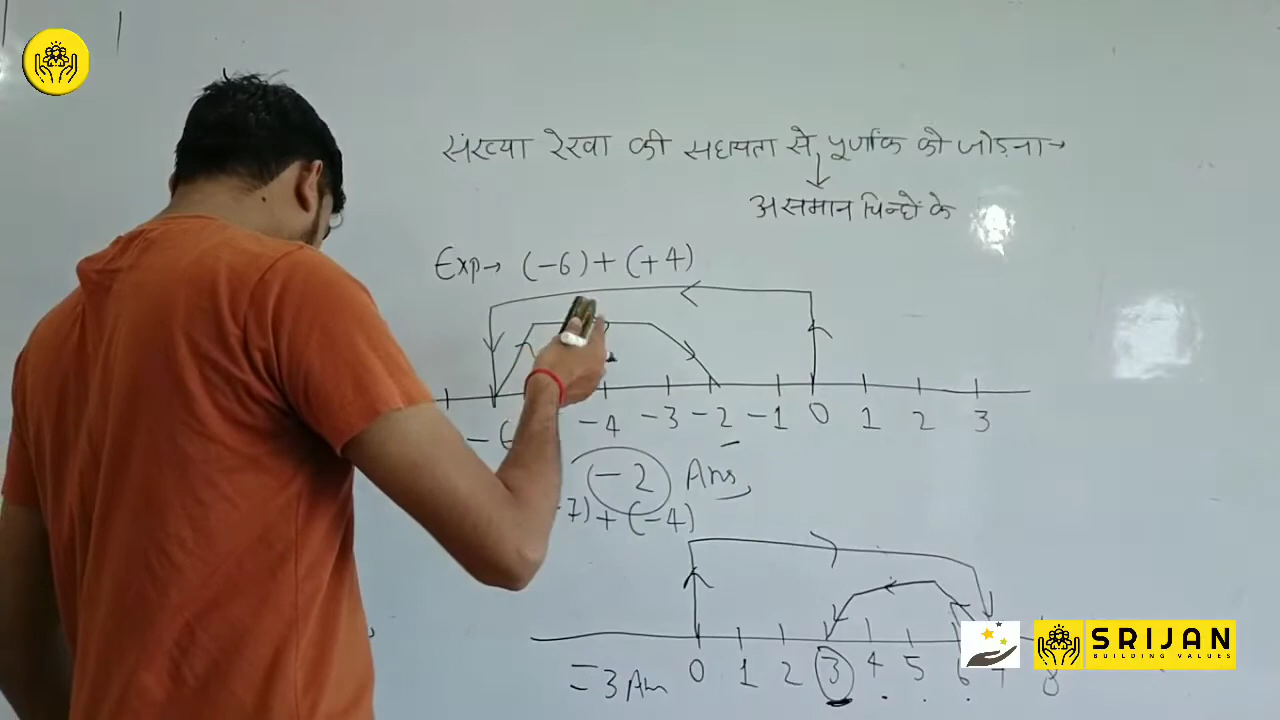 संख्या रेखा की सहायता से पूर्णांक को जोड़ना →
असमान चिन्हों के
Exp→ (-6) + (+4)
-4 -3 -2 -1 0 1 2 3
-2 Ans
7) + (-4)
0 1 2 3 4 5 6 7 8
= 3 Ans
SRIJAN
BUILDING VALUES